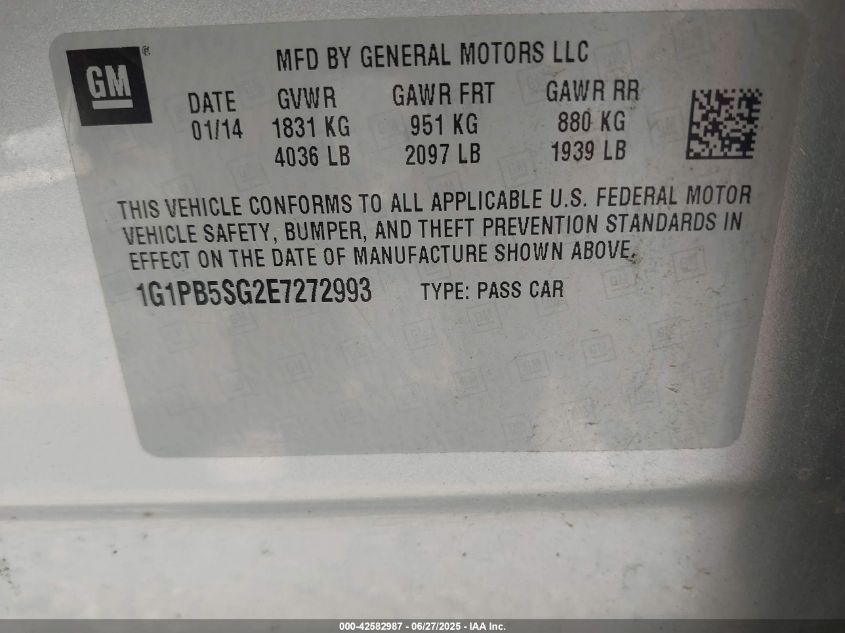 GM®
MFD BY GENERAL MOTORS LLC
DATE GVWR GAWR FRT GAWR RR
01/14 1831 KG 951 KG 880 KG
4036 LB 2097 LB 1939 LB
THIS VEHICLE CONFORMS TO ALL APPLICABLE U.S. FEDERAL MOTOR
VEHICLE SAFETY, BUMPER, AND THEFT PREVENTION STANDARDS IN
EFFECT ON THE DATE OF MANUFACTURE SHOWN ABOVE.
1G1PB5SG2E7272993 TYPE: PASS CAR
000-42582987 - 06/27/2025 - IAA Inc.